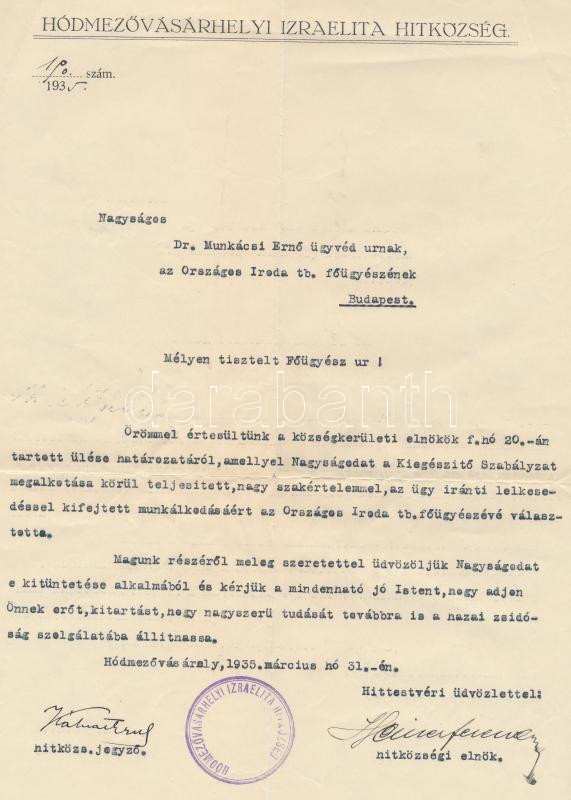 HÓDMEZŐVÁSÁRHELYI IZRAELITA HITKÖZSÉG.
190. szám.
1935.
Nagyságos
Dr. Munkácsi Ernő ügyvéd urnak,
az Országos Iroda tb. főügyészének
Budapest.
Mélyen tisztelt Főügyész ur !
darabanth
Örömmel értesültünk a községkerületi elnökök f.hó 20.-án
tartott ülése határozatáról,amellyel Nagyságodat a Kiegészitő Szabályzat
megalkotása körül teljesitett,nagy szakértelemmel,az ügy iránti lelkese-
déssel kifejtett munkálkodásáért az Országos Iroda tb.főügyészévé válasz-
totta.
Magunk részéről meleg szeretettel üdvözöljük Nagyságodat
e kitüntetése alkalmából és kérjük a mindenható jó Istent,hogy adjon
Önnek erőt,kitartást,hogy nagyszerü tudását továbbra is a hazai zsidó-
ság szolgálatába állithassa.
Hódmezővásárely,1935.március hó 31.-én.
Hittestvéri üdvözlettel:
HÓDMEZŐVÁSÁRHELYI IZRAELITA HITKÖZSÉG
hitközs.jegyző.
hitközségi elnök.